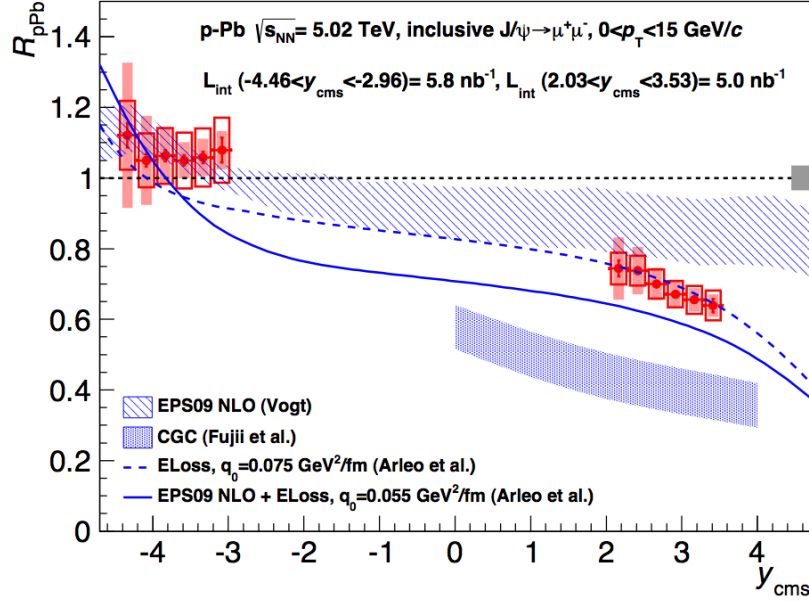 p-Pb √sNN= 5.02 TeV, inclusive J/ψ→μ+μ-, 0<pT<15 GeV/c
Lint (-4.46<ycms<-2.96)= 5.8 nb-1, Lint (2.03<ycms<3.53)= 5.0 nb-1
RpPb
1.4
1.2
1
0.8
0.6
0.4
0.2
0
EPS09 NLO (Vogt)
CGC (Fujii et al.)
ELoss, q0=0.075 GeV2/fm (Arleo et al.)
EPS09 NLO + ELoss, q0=0.055 GeV2/fm (Arleo et al.)
-4 -3 -2 -1 0 1 2 3 4
ycms